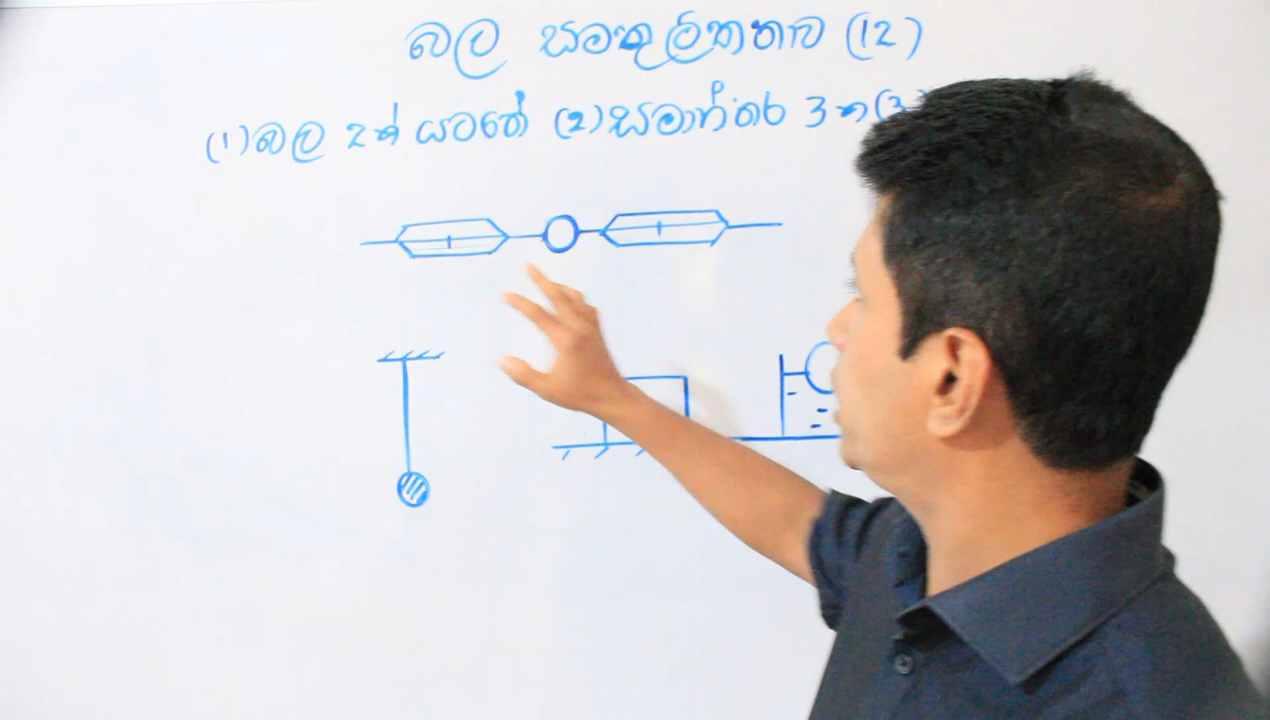 බල සමතුලිතතාව (12)
(1) බල 2ක් යටතේ (2) සමාන්තර 3ක (3)